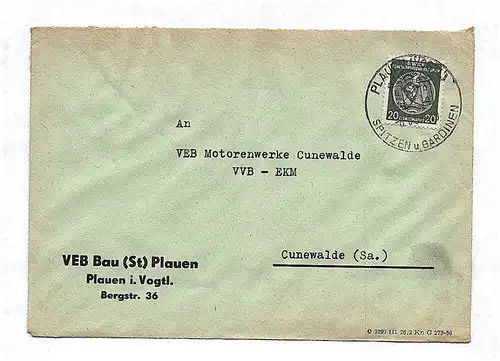 PLAUEN
SPITZEN u. GARDINEN
20 20
An
VEB Motorenwerke Cunewalde
VVB - EKM
Cunewalde (Sa.)
VEB Bau (St) Plauen
Plauen i. Vogtl.
Bergstr. 36